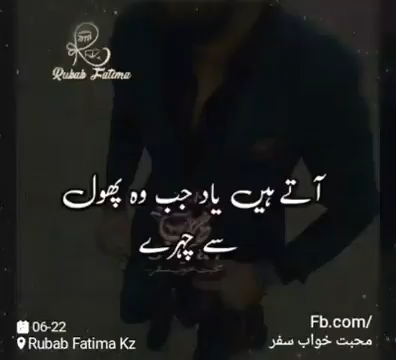 Rubab Fatima
آتے ہیں یاد جب وہ پھول
سے چہرے
06-22
Rubab Fatima Kz
Fb.com/
محبت خواب سفر